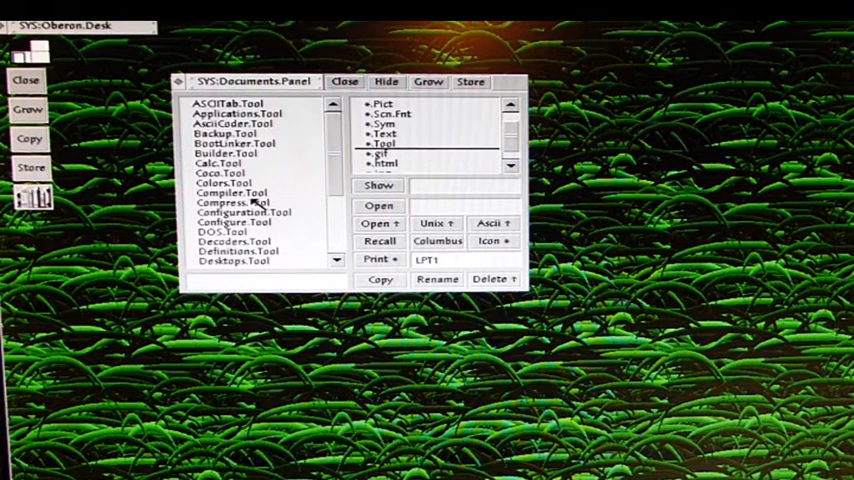 SYS:Oberon.Desk
Close
Grow
Copy
Store
SYS:Documents.Panel
Close
Hide
Grow
Store
ASCIITab.Tool
Applications.Tool
AsciiCoder.Tool
Backup.Tool
BootLinker.Tool
Builder.Tool
Calc.Tool
Coco.Tool
Colors.Tool
Compiler.Tool
Configuration.Tool
Configure.Tool
DOS.Tool
Decoders.Tool
Definitions.Tool
Desktops.Tool
*.Pict
*.Scn.Fnt
*.Sym
*.Text
*.Tool
*.gif
*.html
Show
Open
Open ↑
Unix ↑
Ascii ↑
Recall
Columbus
Icon *
Print *
LPT1
Copy
Rename
Delete ↑